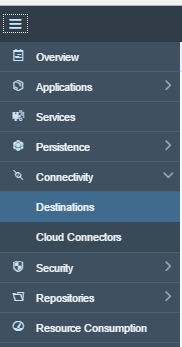 Overview
Applications
Services
Persistence
Connectivity
Destinations
Cloud Connectors
Security
Repositories
Resource Consumption